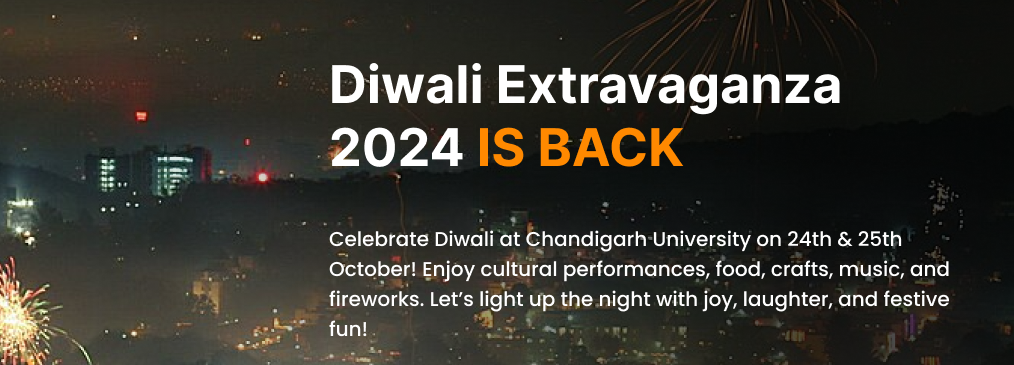 Diwali Extravaganza
2024 IS BACK
Celebrate Diwali at Chandigarh University on 24th & 25th
October! Enjoy cultural performances, food, crafts, music, and
fireworks. Let’s light up the night with joy, laughter, and festive
fun!